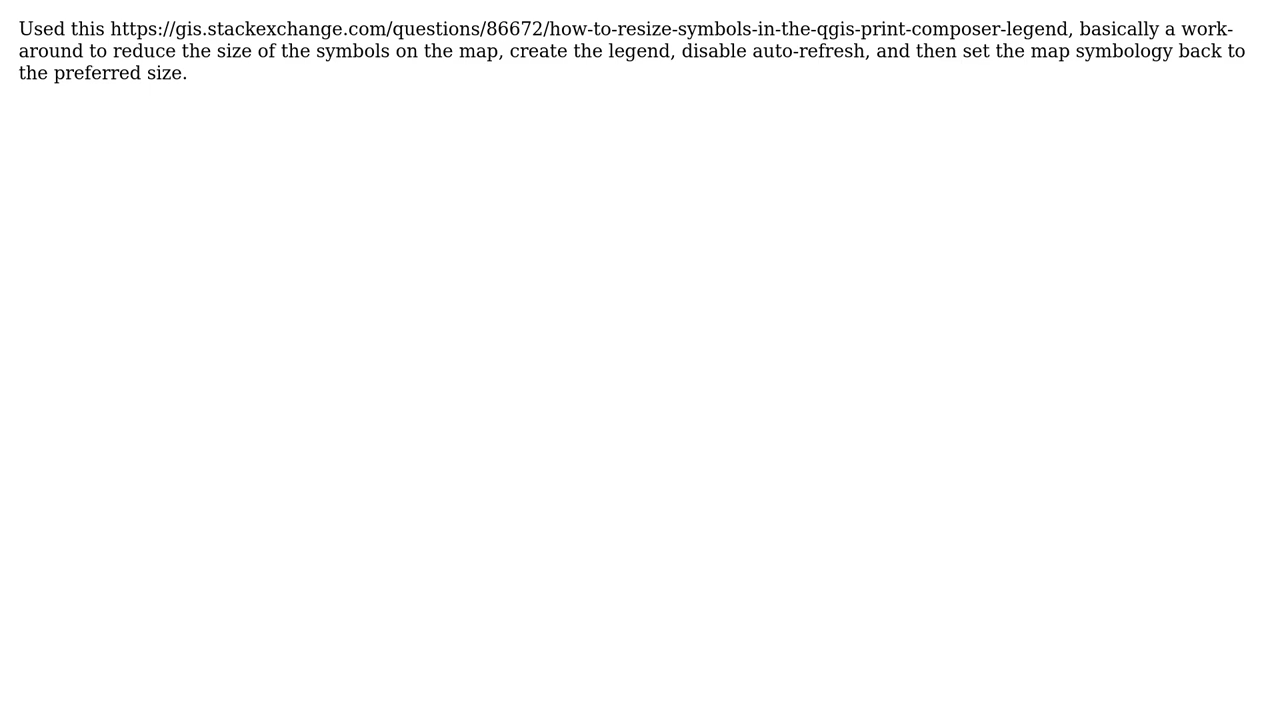 Used this https://gis.stackexchange.com/questions/86672/how-to-resize-symbols-in-the-qgis-print-composer-legend, basically a work-
around to reduce the size of the symbols on the map, create the legend, disable auto-refresh, and then set the map symbology back to
the preferred size.